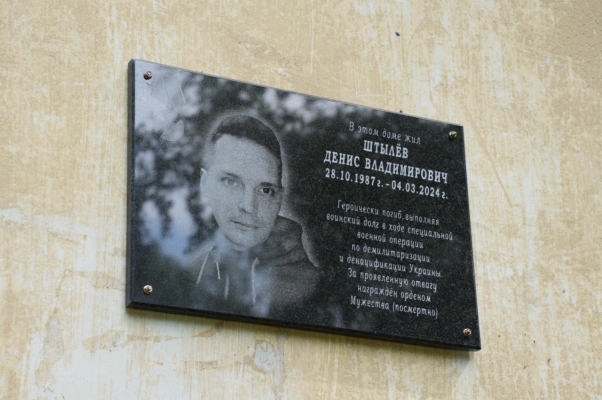 В этом доме жил
ШТЫЛЁВ
ДЕНИС ВЛАДИМИРОВИЧ
28.10.1987 г. - 04.03.2024 г.
Героически погиб, выполняя
воинский долг в ходе специальной
военной операции
по демилитаризации
и денацификации Украины.
За проявленную отвагу
награждён орденом
Мужества (посмертно)